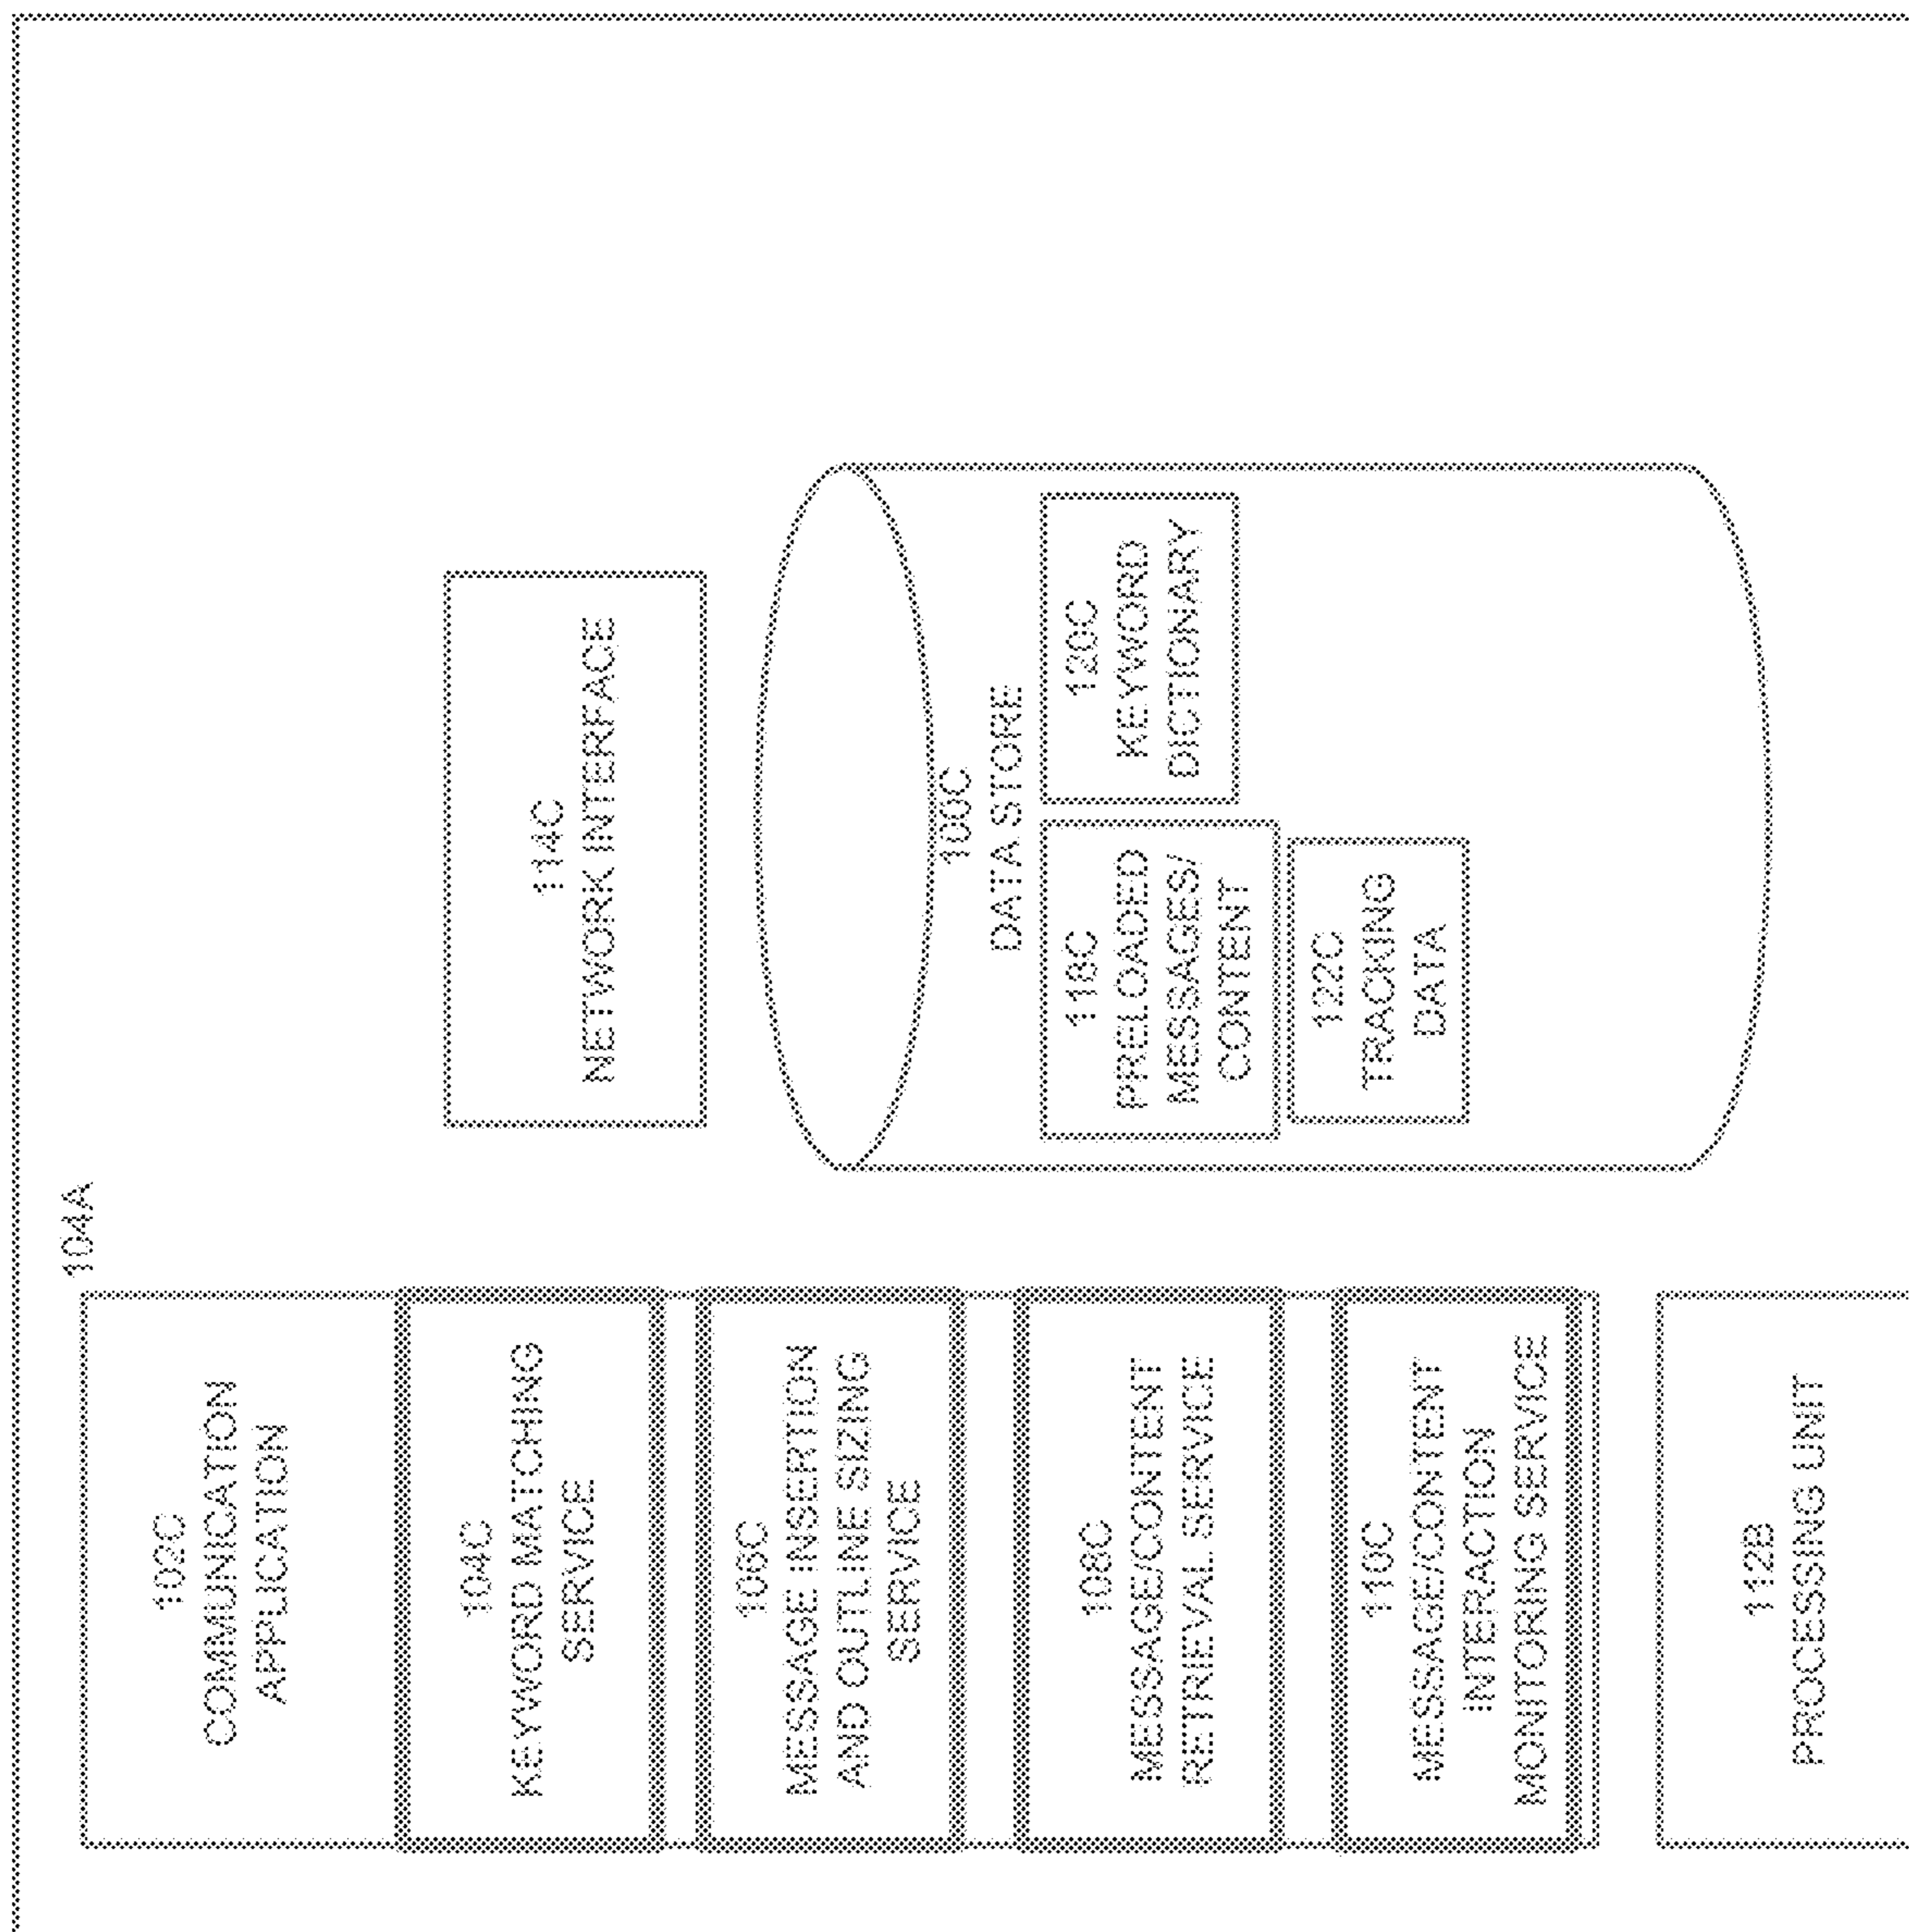 104A
102C
COMMUNICATION
APPLICATION
104C
KEYWORD MATCHING
SERVICE
106C
MESSAGE INSERTION
AND OUTLINE SIZING
SERVICE
108C
MESSAGE/CONTENT
RETRIEVAL SERVICE
110C
MESSAGE/CONTENT
INTERACTION
MONITORING SERVICE
112B
PROCESSING UNIT
114C
NETWORK INTERFACE
100C
DATA STORE
118C
PRELOADED
MESSAGES/
CONTENT
120C
KEYWORD
DICTIONARY
122C
TRACKING
DATA